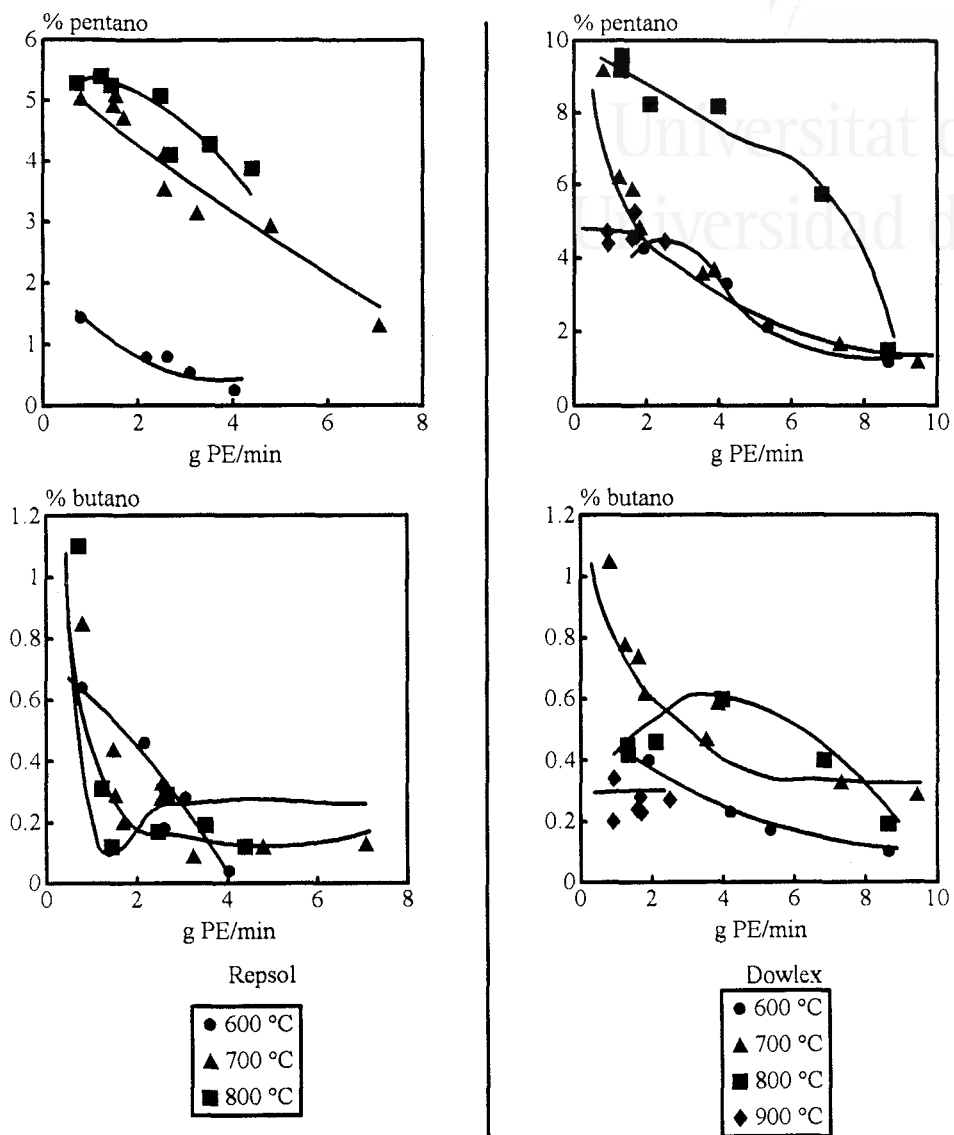 % pentano
6
5
4
3
2
1
0
0 2 4 6 8
g PE/min
% pentano
10
8
6
4
2
0
0 2 4 6 8 10
g PE/min
Universitat d
Universidad d
% butano
1.2
1
0.8
0.6
0.4
0.2
0
0 2 4 6 8
g PE/min
% butano
1.2
1
0.8
0.6
0.4
0.2
0
0 2 4 6 8 10
g PE/min
Repsol
600 °C
700 °C
800 °C
Dowlex
600 °C
700 °C
800 °C
900 °C